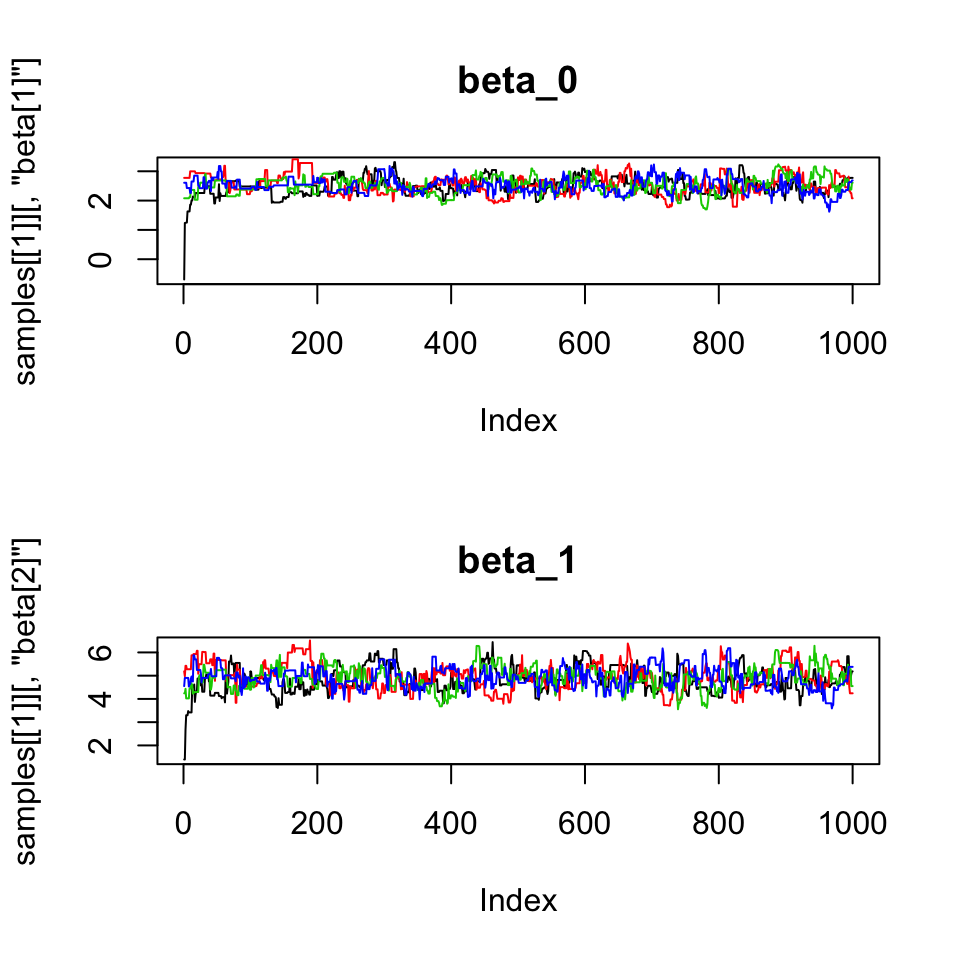 beta_0
samples[[1]][, "beta[1]"]
2
0
0 200 400 600 800 1000
Index
beta_1
samples[[1]][, "beta[2]"]
6
4
2
0 200 400 600 800 1000
Index